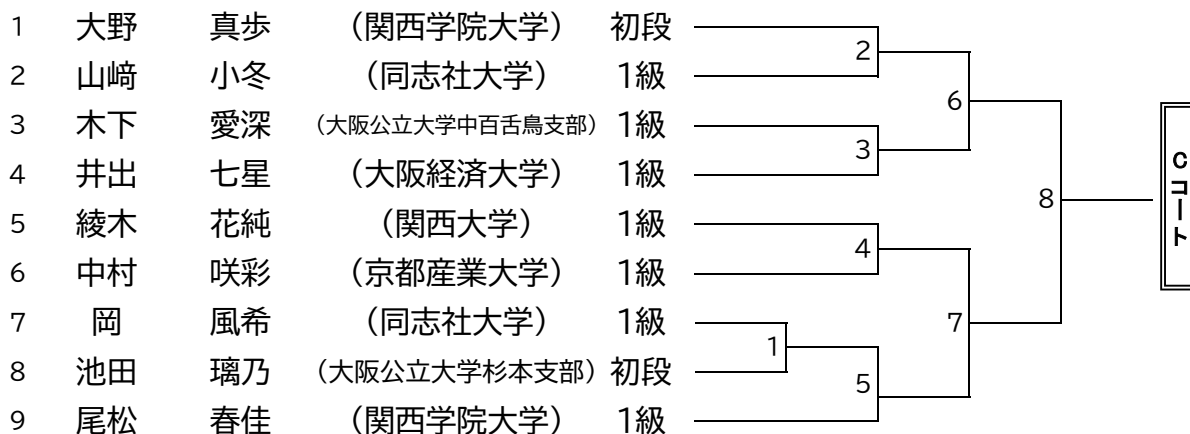 1 大野 真歩 （関西学院大学） 初段
2 山﨑 小冬 （同志社大学） 1級
3 木下 愛深 （大阪公立大学中百舌鳥支部） 1級
4 井出 七星 （大阪経済大学） 1級
5 綾木 花純 （関西大学） 1級
6 中村 咲彩 （京都産業大学） 1級
7 岡 風希 （同志社大学） 1級
8 池田 璃乃 （大阪公立大学杉本支部） 初段
9 尾松 春佳 （関西学院大学） 1級
2
3
4
1
5
6
7
8
Cコート